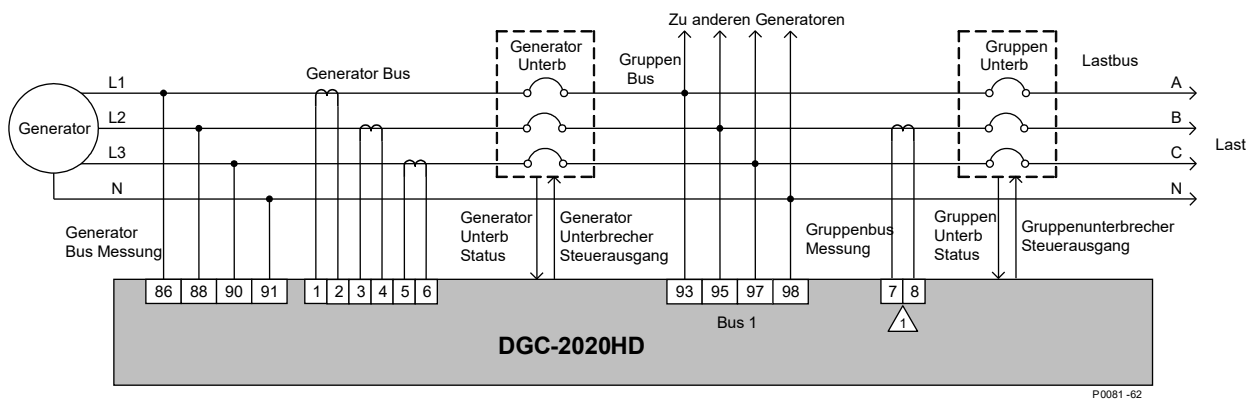 Zu anderen Generatoren
Generator
Unterb
Gruppen
Bus
Gruppen
Unterb
Lastbus
Generator Bus
L1
A
Generator
L2
B
L3
C
Last
N
N
Generator
Bus Messung
Generator
Unterb
Status
Generator
Unterbrecher
Steuerausgang
Gruppenbus
Messung
Gruppen
Unterb
Status
Gruppenunterbrecher
Steuerausgang
86 88 90 91 1 2 3 4 5 6 93 95 97 98 7 8
Bus 1
1
DGC-2020HD
P0081-62